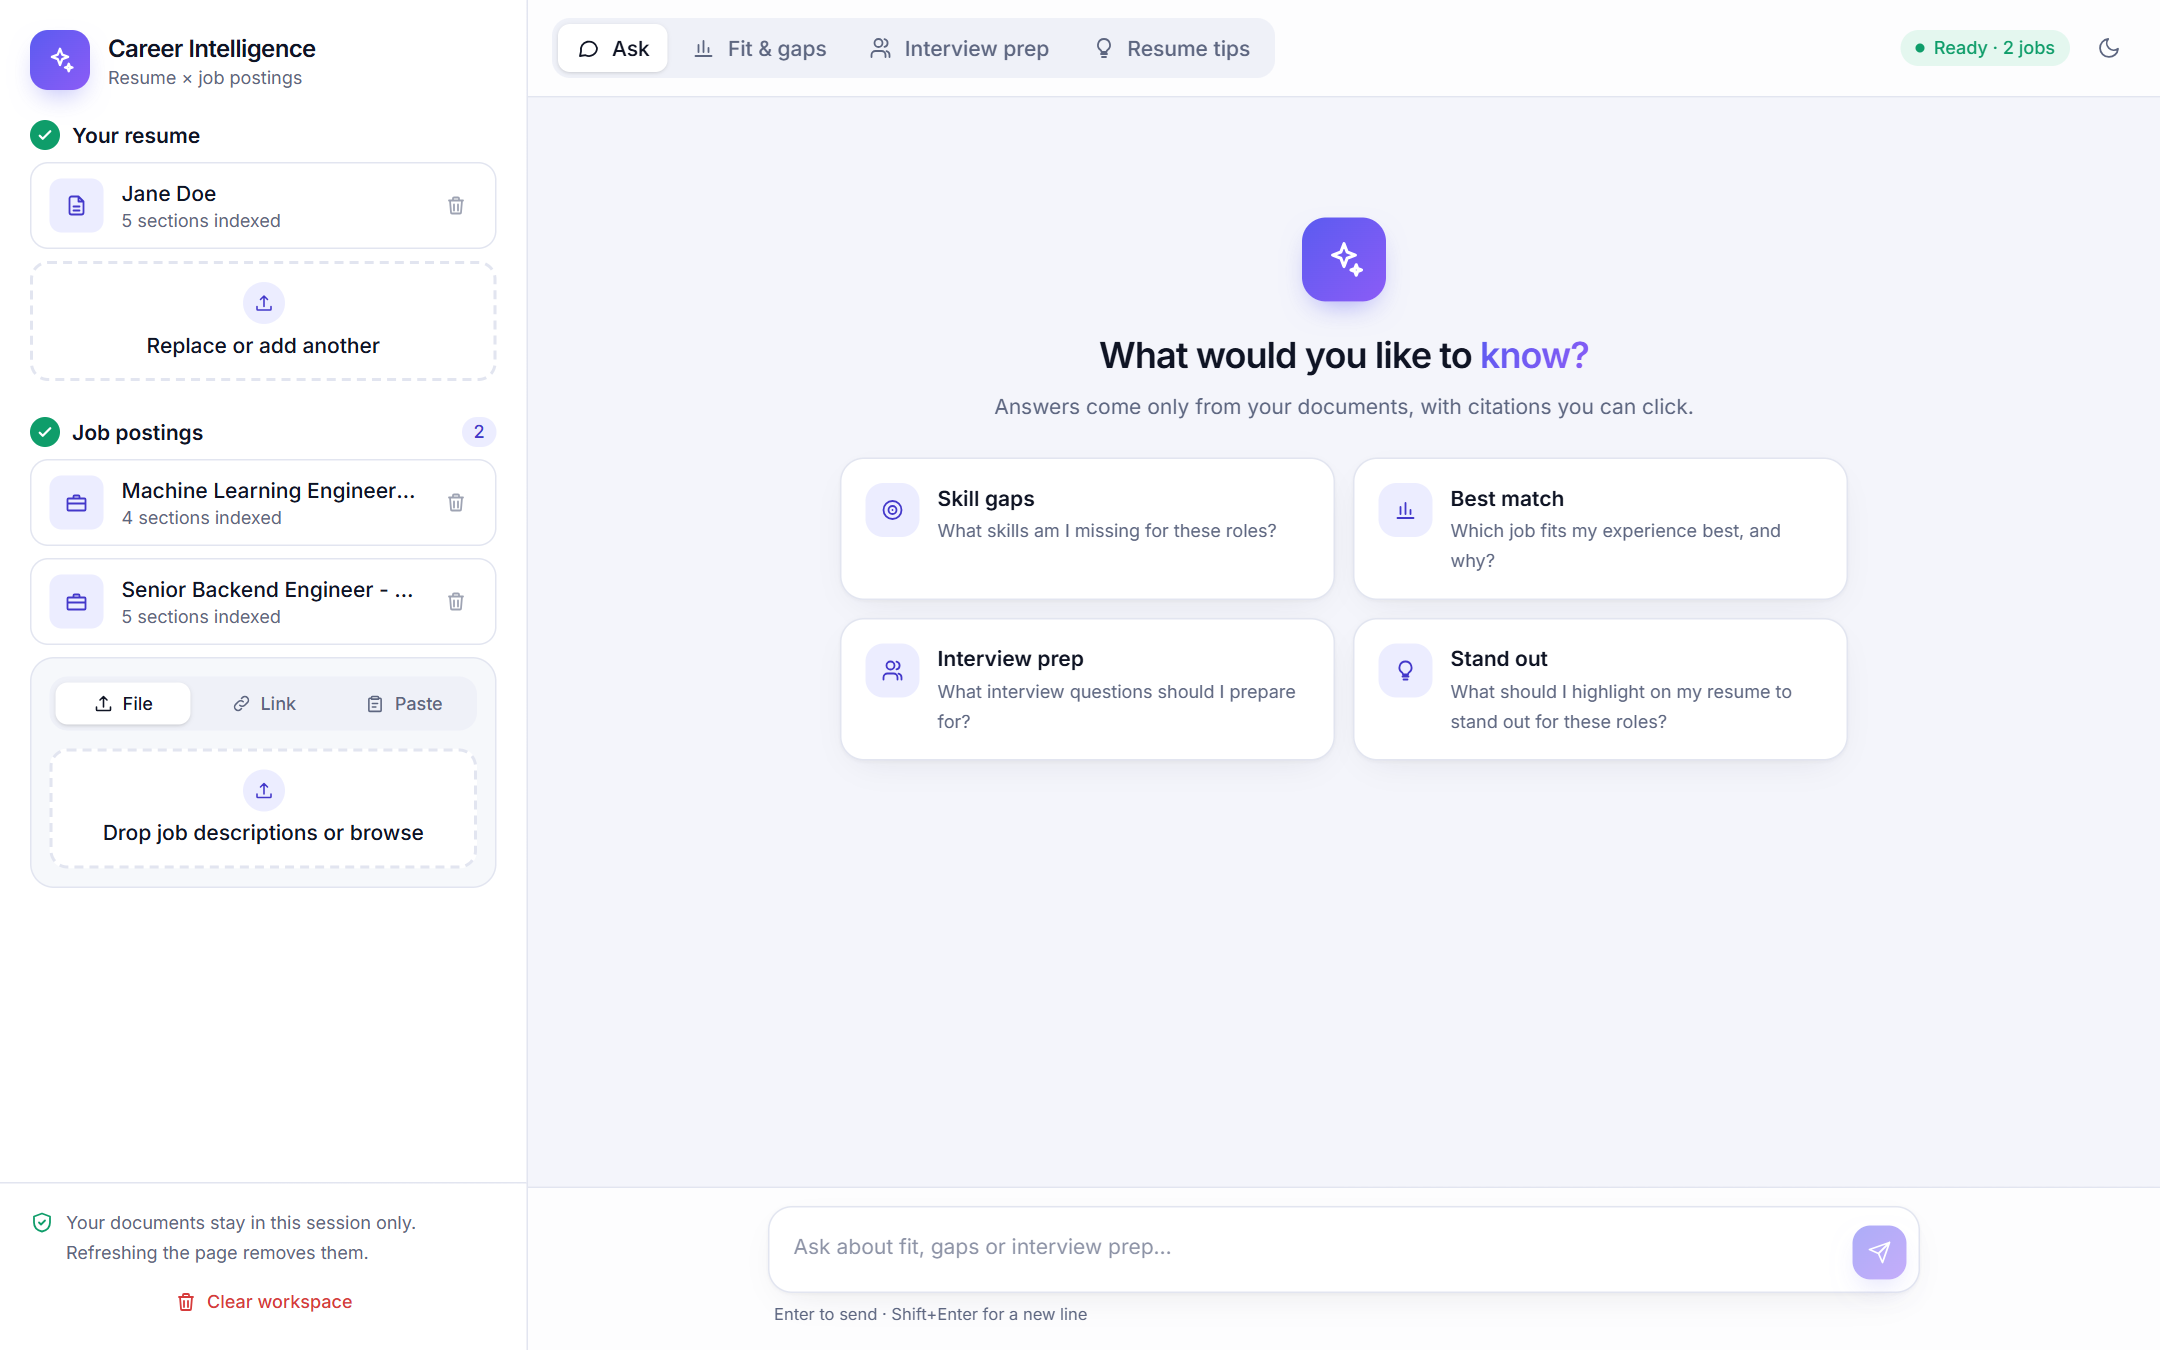 Career Intelligence
Resume × job postings
Your resume
Jane Doe
5 sections indexed
Replace or add another
Job postings
2
Machine Learning Engineer...
4 sections indexed
Senior Backend Engineer - ...
5 sections indexed
File
Link
Paste
Drop job descriptions or browse
Your documents stay in this session only.
Refreshing the page removes them.
Clear workspace
Ask
Fit & gaps
Interview prep
Resume tips
Ready · 2 jobs
What would you like to know?
Answers come only from your documents, with citations you can click.
Skill gaps
What skills am I missing for these roles?
Best match
Which job fits my experience best, and
why?
Interview prep
What interview questions should I prepare
for?
Stand out
What should I highlight on my resume to
stand out for these roles?
Ask about fit, gaps or interview prep...
Enter to send · Shift+Enter for a new line